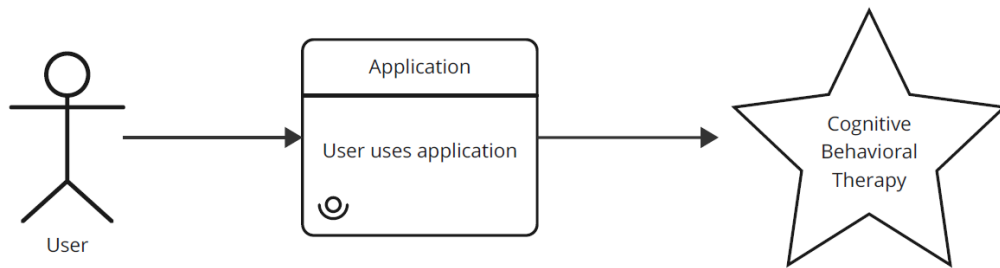 User
Application
User uses application
Cognitive
Behavioral
Therapy